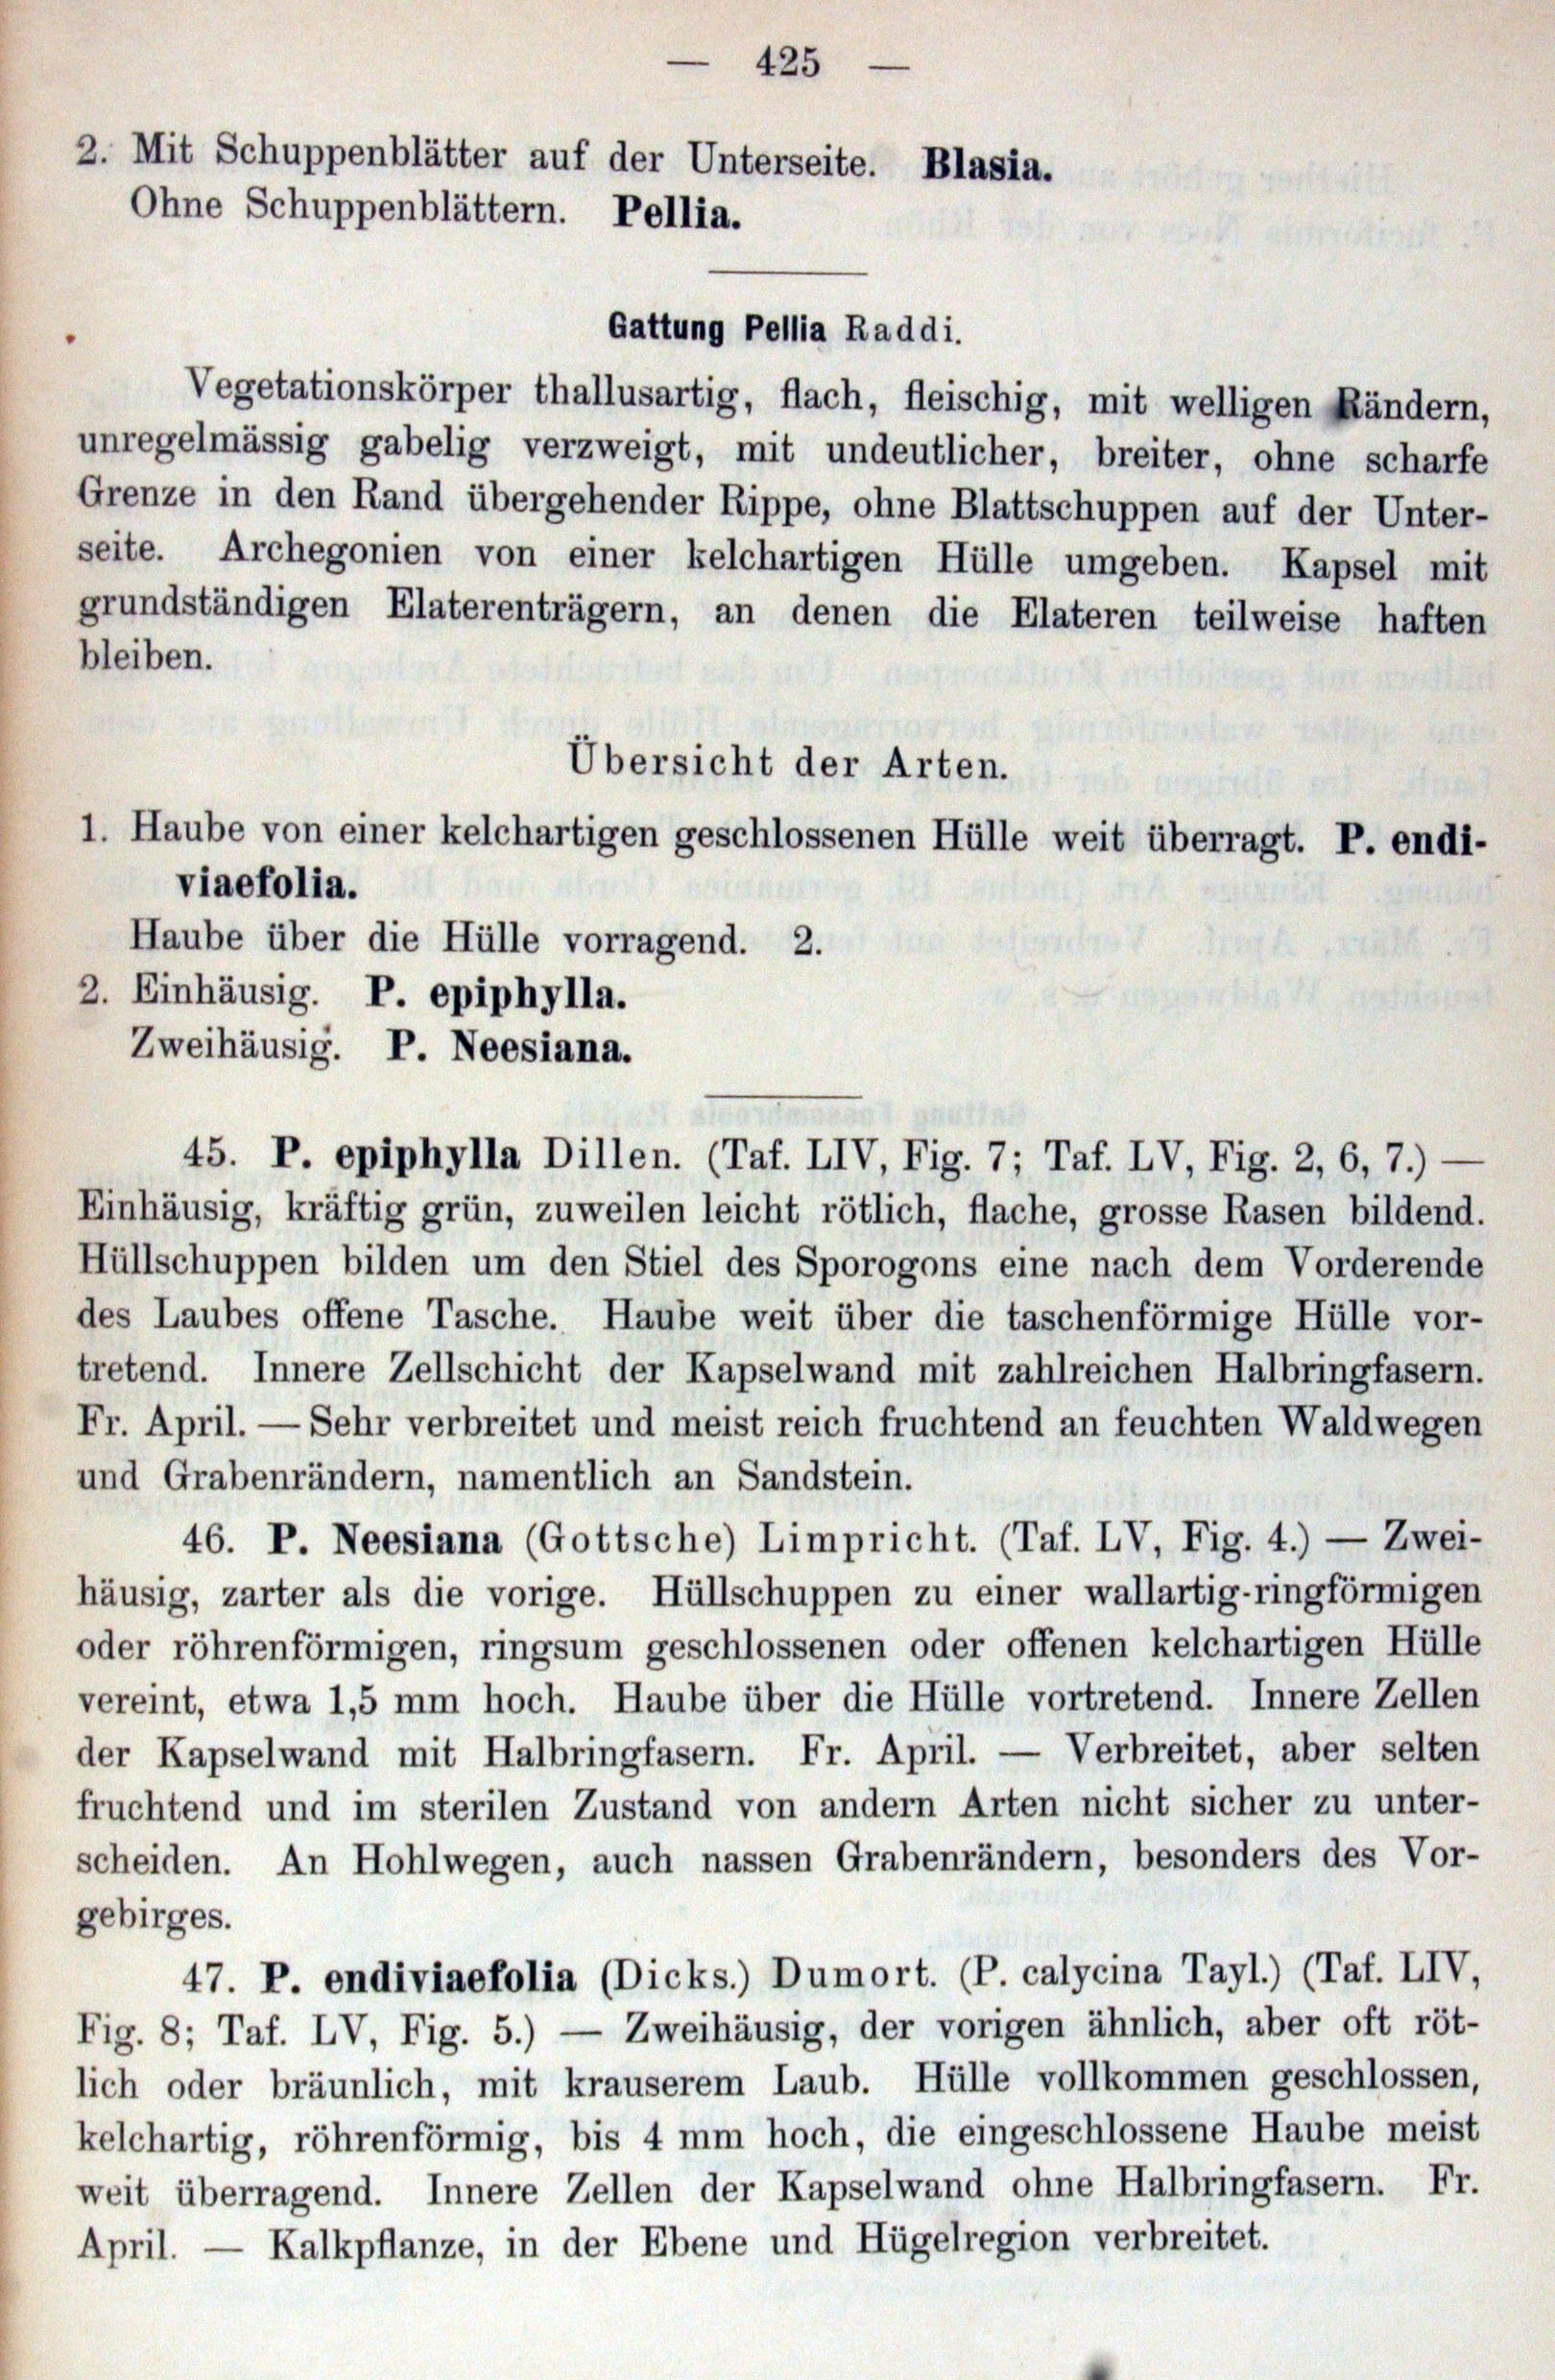 — 425 —
2. Mit Schuppenblätter auf der Unterseite. Blasia.
Ohne Schuppenblättern. Pellia.
Gattung Pellia Raddi.
Vegetationskörper thallusartig, flach, fleischig, mit welligen Rändern,
unregelmässig gabelig verzweigt, mit undeutlicher, breiter, ohne scharfe
Grenze in den Rand übergehender Rippe, ohne Blattschuppen auf der Unter-
seite. Archegonien von einer kelchartigen Hülle umgeben. Kapsel mit
grundständigen Elaterenträgern, an denen die Elateren teilweise haften
bleiben.
Übersicht der Arten.
1. Haube von einer kelchartigen geschlossenen Hülle weit überragt. P. endi-
viaefolia.
Haube über die Hülle vorragend. 2.
2. Einhäusig. P. epiphylla.
Zweihäusig. P. Neesiana.
45. P. epiphylla Dillen. (Taf. LIV, Fig. 7; Taf. LV, Fig. 2, 6, 7.) —
Einhäusig, kräftig grün, zuweilen leicht rötlich, flache, grosse Rasen bildend.
Hüllschuppen bilden um den Stiel des Sporogons eine nach dem Vorderende
des Laubes offene Tasche. Haube weit über die taschenförmige Hülle vor-
tretend. Innere Zellschicht der Kapselwand mit zahlreichen Halbringfasern.
Fr. April. — Sehr verbreitet und meist reich fruchtend an feuchten Waldwegen
und Grabenrändern, namentlich an Sandstein.
46. P. Neesiana (Gottsche) Limpricht. (Taf. LV, Fig. 4.) — Zwei-
häusig, zarter als die vorige. Hüllschuppen zu einer wallartig-ringförmigen
oder röhrenförmigen, ringsum geschlossenen oder offenen kelchartigen Hülle
vereint, etwa 1,5 mm hoch. Haube über die Hülle vortretend. Innere Zellen
der Kapselwand mit Halbringfasern. Fr. April. — Verbreitet, aber selten
fruchtend und im sterilen Zustand von andern Arten nicht sicher zu unter-
scheiden. An Hohlwegen, auch nassen Grabenrändern, besonders des Vor-
gebirges.
47. P. endiviaefolia (Dicks.) Dumort. (P. calycina Tayl.) (Taf. LIV,
Fig. 8; Taf. LV, Fig. 5.) — Zweihäusig, der vorigen ähnlich, aber oft röt-
lich oder bräunlich, mit krauserem Laub. Hülle vollkommen geschlossen,
kelchartig, röhrenförmig, bis 4 mm hoch, die eingeschlossene Haube meist
weit überragend. Innere Zellen der Kapselwand ohne Halbringfasern. Fr.
April. — Kalkpflanze, in der Ebene und Hügelregion verbreitet.